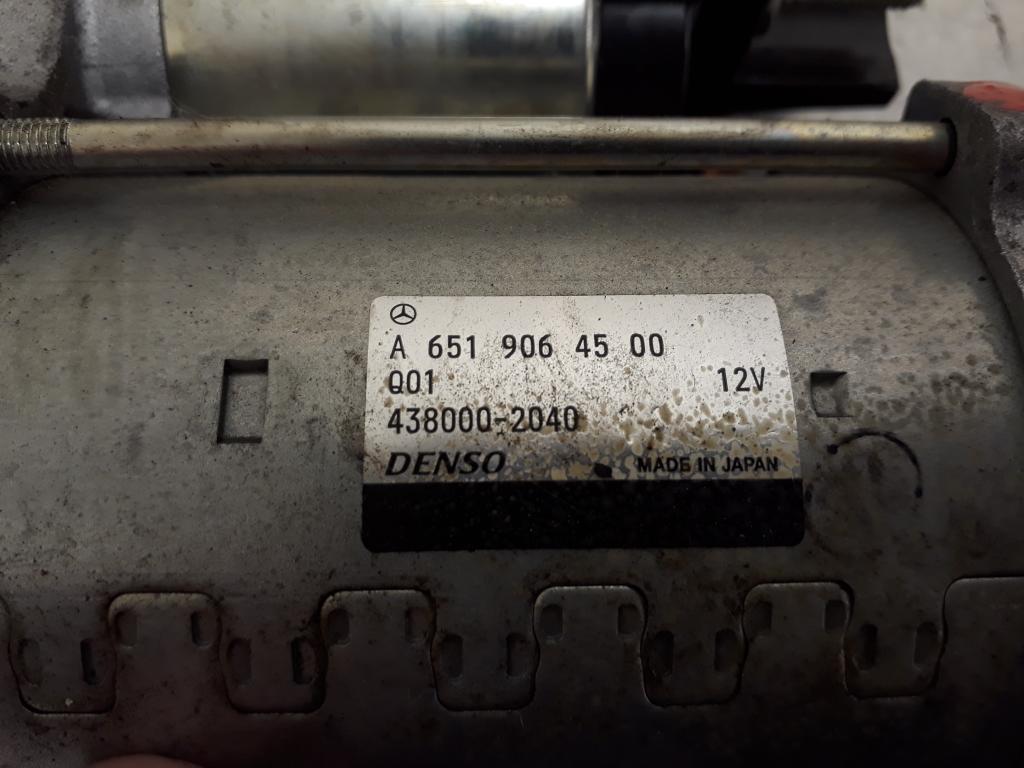 A 651 906 45 00
Q01 12V
438000-2040
DENSO MADE IN JAPAN